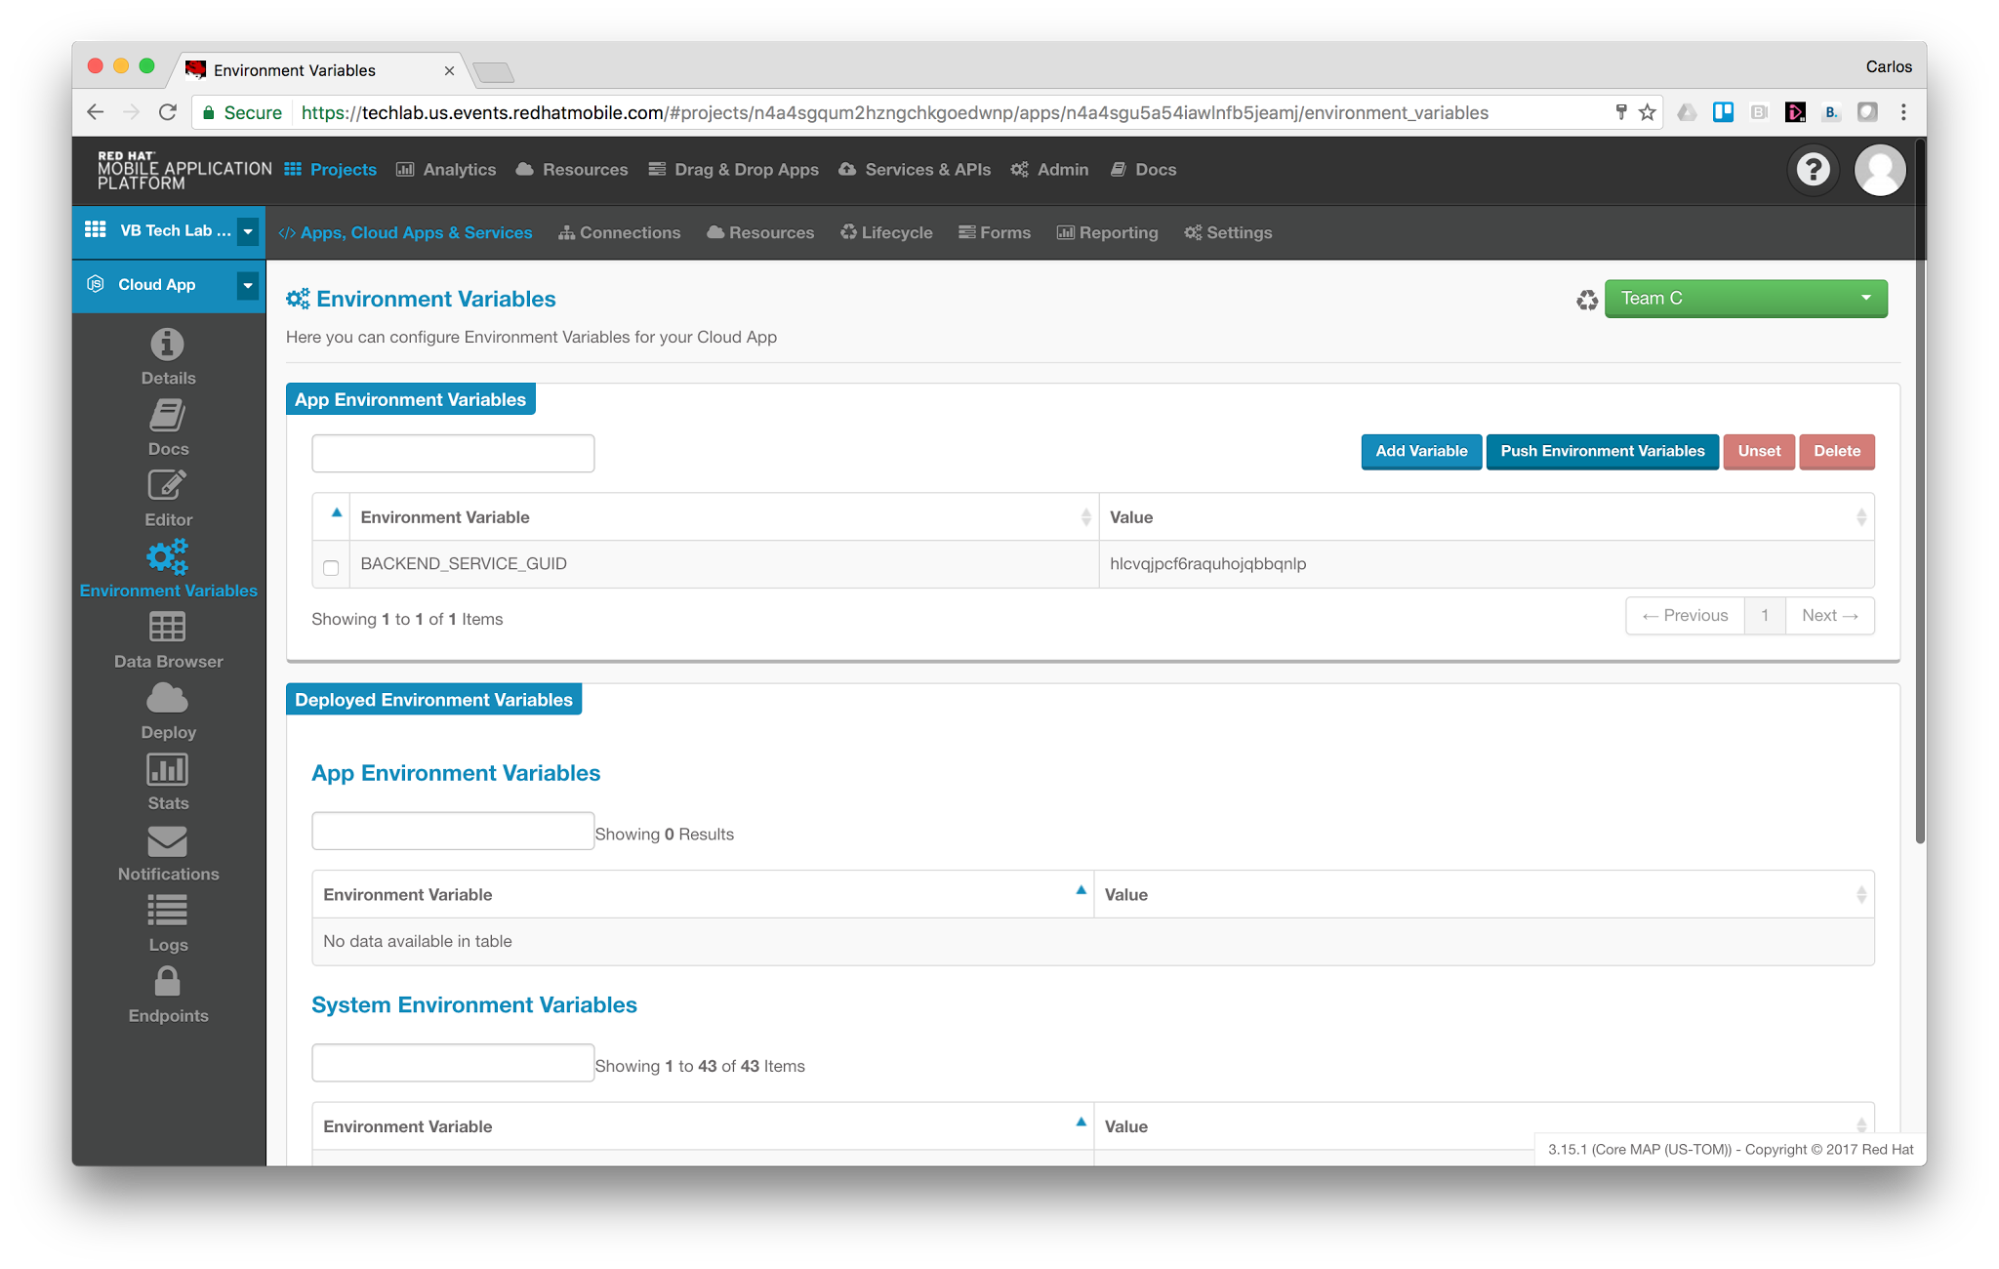 Environment Variables
Carlos
Secure https://techlab.us.events.redhatmobile.com/#projects/n4a4sgqum2hzngchkgoedwnp/apps/n4a4sgu5a54iawlnfb5jeamj/environment_variables
RED HAT
MOBILE APPLICATION
PLATFORM
Projects Analytics Resources Drag & Drop Apps Services & APIs Admin Docs
VB Tech Lab ...
Apps, Cloud Apps & Services Connections Resources Lifecycle Forms Reporting Settings
Cloud App
Environment Variables
Team C
Here you can configure Environment Variables for your Cloud App
Details
Docs
Editor
Environment Variables
Data Browser
Deploy
Stats
Notifications
Logs
Endpoints
App Environment Variables
Add Variable Push Environment Variables Unset Delete
Environment Variable Value
BACKEND_SERVICE_GUID hlcvqjpcf6raquhojqbbqnlp
Showing 1 to 1 of 1 Items
← Previous 1 Next →
Deployed Environment Variables
App Environment Variables
Showing 0 Results
Environment Variable Value
No data available in table
System Environment Variables
Showing 1 to 43 of 43 Items
Environment Variable Value
3.15.1 (Core MAP (US-TOM)) - Copyright © 2017 Red Hat